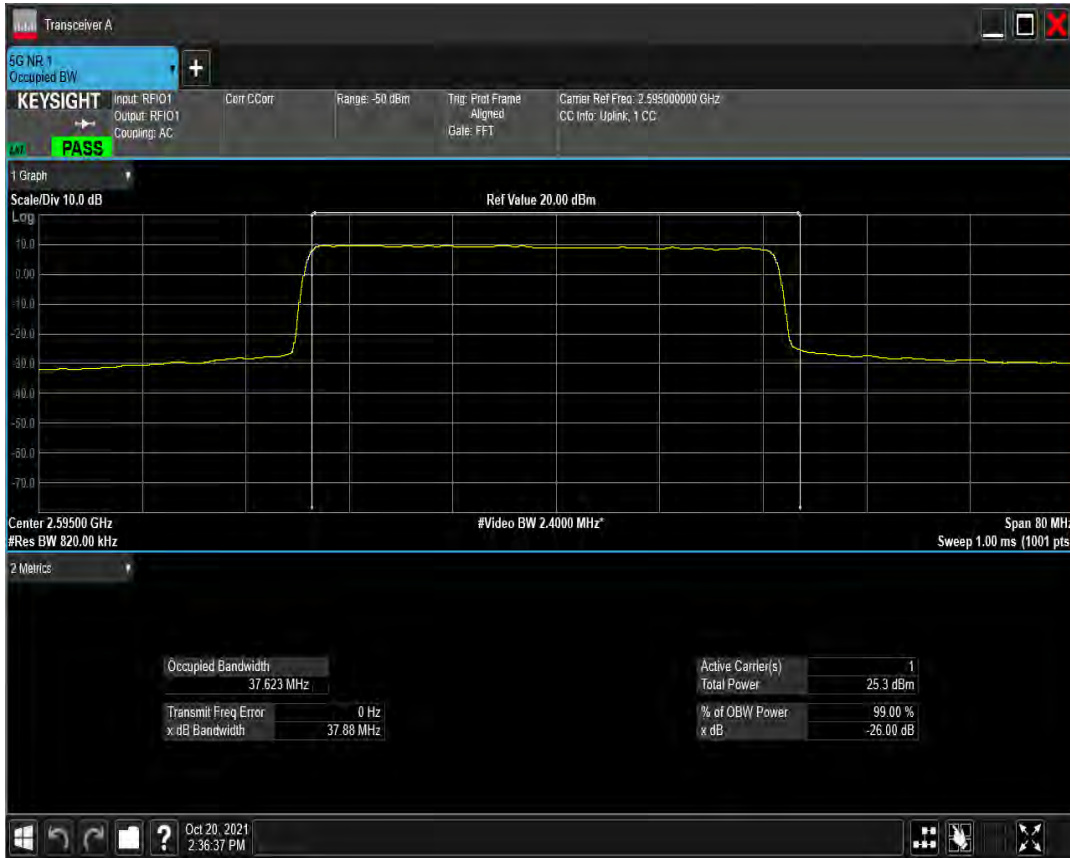 Transceiver A
5G NR 1
Occupied BW
+
KEYSIGHT
Input: RFIO1
Output: RFIO1
Coupling: AC
Corr CCorr
Range: -50 dBm
Trig: Prot Frame
Aligned
Gate: FFT
Carrier Ref Freq: 2.595000000 GHz
CC Info: Uplink, 1 CC
PASS
1 Graph
Scale/Div 10.0 dB
Ref Value 20.00 dBm
Log
10.0
0.00
-10.0
-20.0
-30.0
-40.0
-50.0
-60.0
-70.0
Center 2.59500 GHz
#Video BW 2.4000 MHz*
Span 80 MHz
#Res BW 820.00 kHz
Sweep 1.00 ms (1001 pts
2 Metrics
Occupied Bandwidth
37.623 MHz
Transmit Freq Error 0 Hz
x dB Bandwidth 37.88 MHz
Active Carrier(s) 1
Total Power 25.3 dBm
% of OBW Power 99.00 %
x dB -26.00 dB
?
Oct 20, 2021
2:36:37 PM